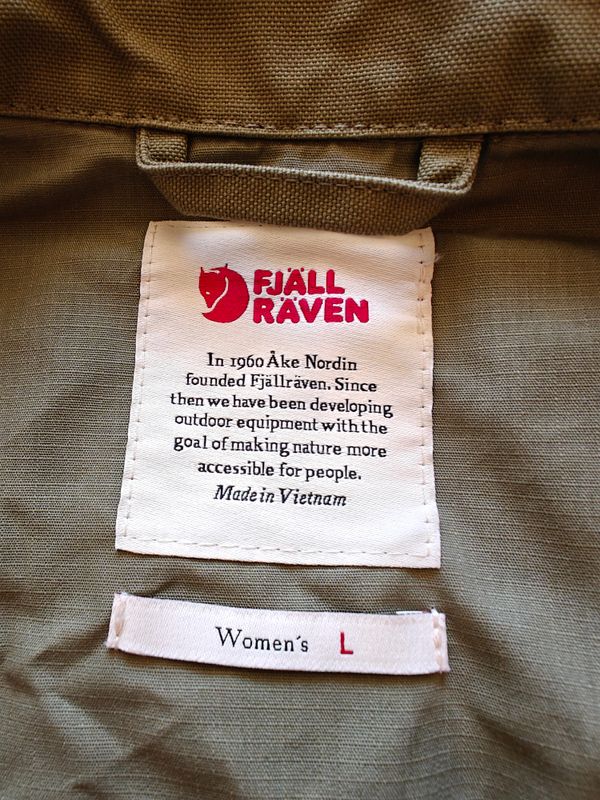 FJÄLL
RÄVEN
In 1960 Åke Nordin
founded Fjällräven. Since
then we have been developing
outdoor equipment with the
goal of making nature more
accessible for people.
Made in Vietnam
Women´s L